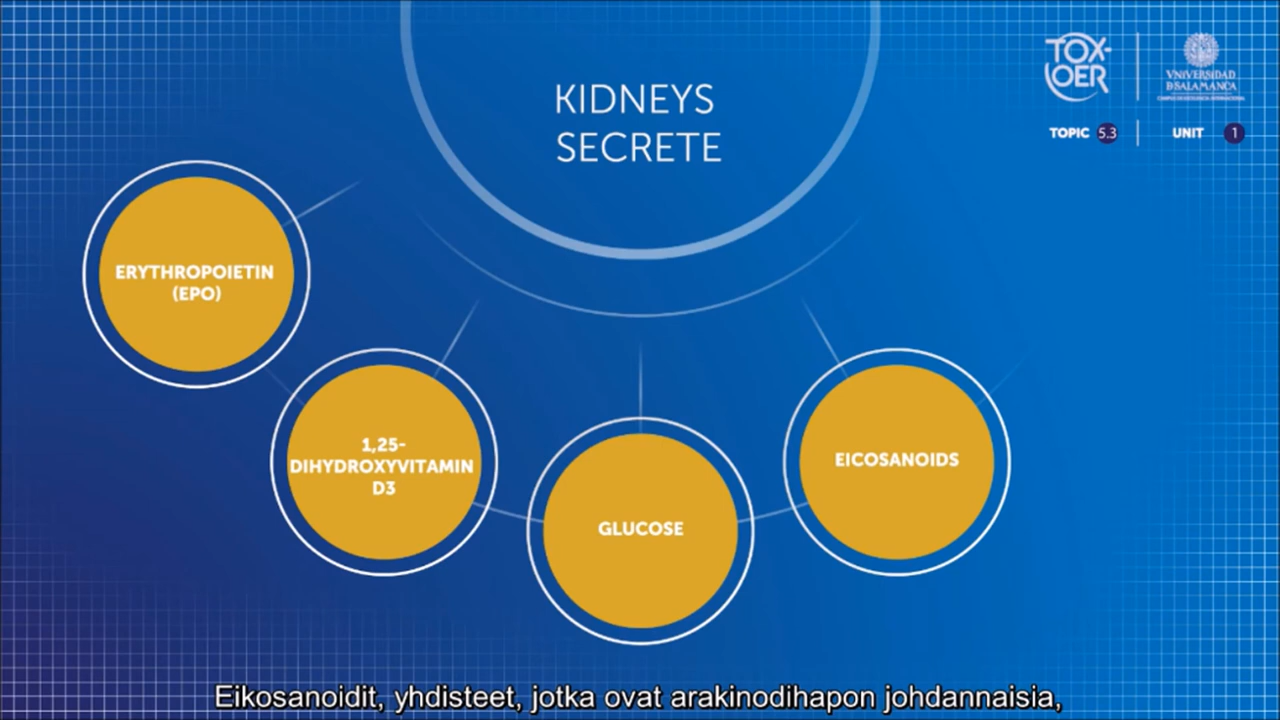 KIDNEYS
SECRETE
TOX-
OER
VNIVERSIDAD
D SALAMANCA
TOPIC 5.3
UNIT 1
ERYTHROPOIETIN
(EPO)
1,25-
DIHYDROXYVITAMIN
D3
GLUCOSE
EICOSANOIDS
Eikosanoidit, yhdisteet, jotka ovat arakinodihapon johdannaisia,